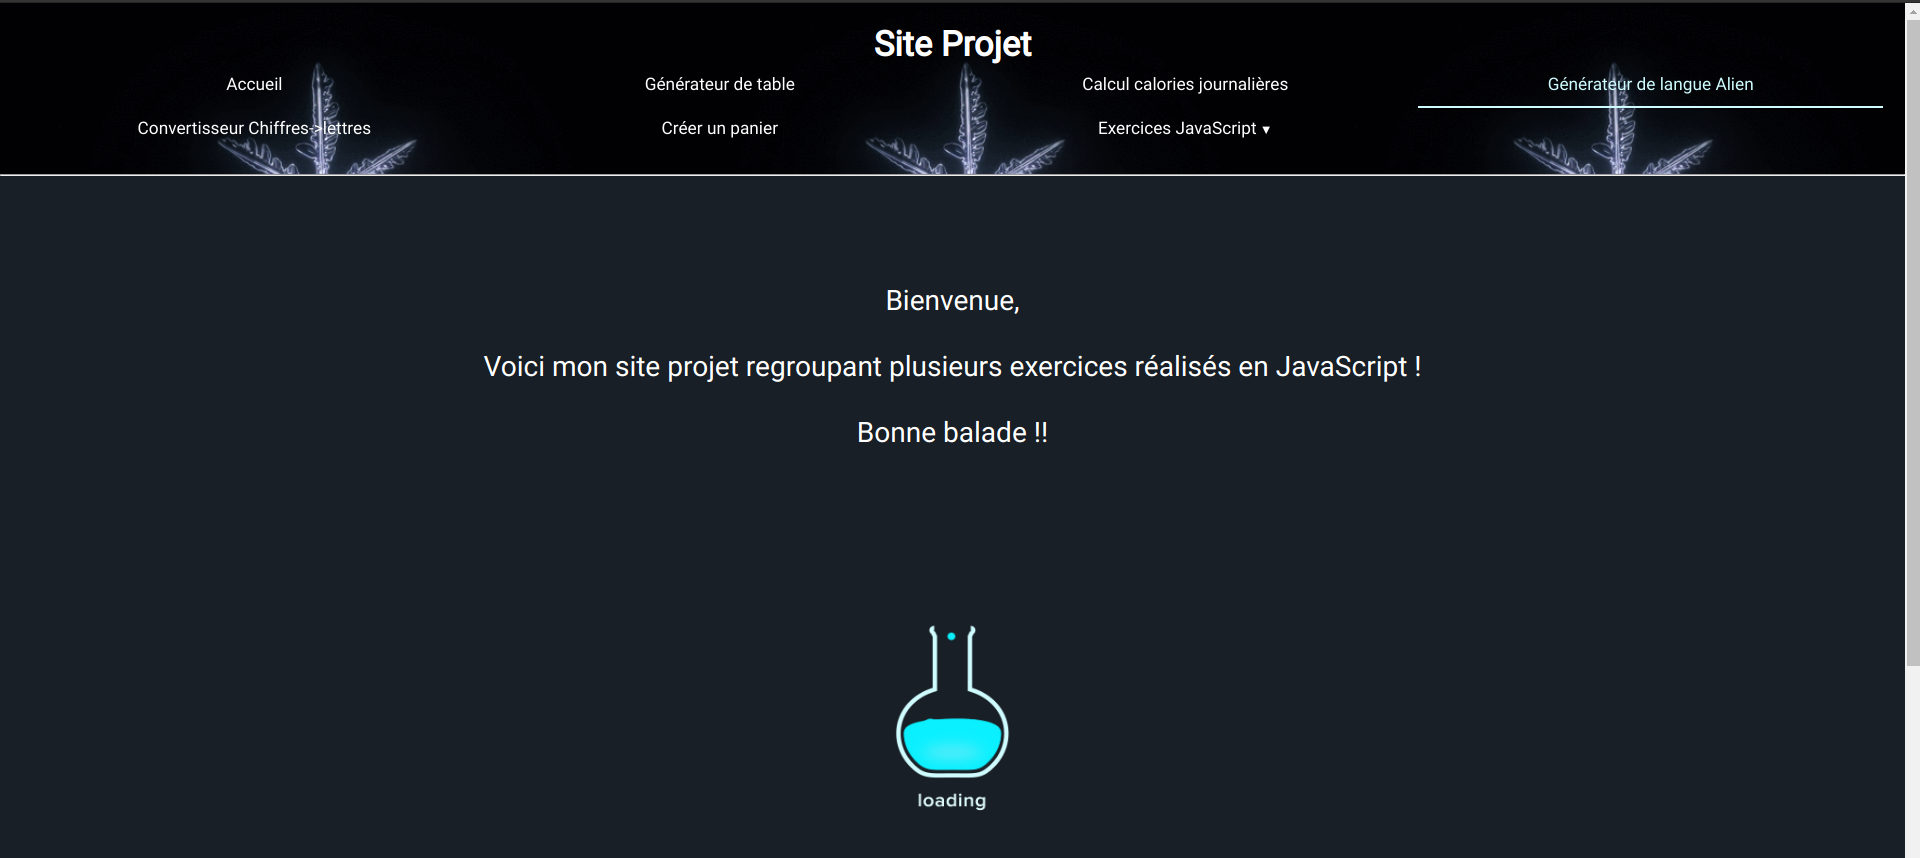 Site Projet
Accueil
Générateur de table
Calcul calories journalières
Générateur de langue Alien
Convertisseur Chiffres->lettres
Créer un panier
Exercices JavaScript ▾
Bienvenue,
Voici mon site projet regroupant plusieurs exercices réalisés en JavaScript !
Bonne balade !!
loading